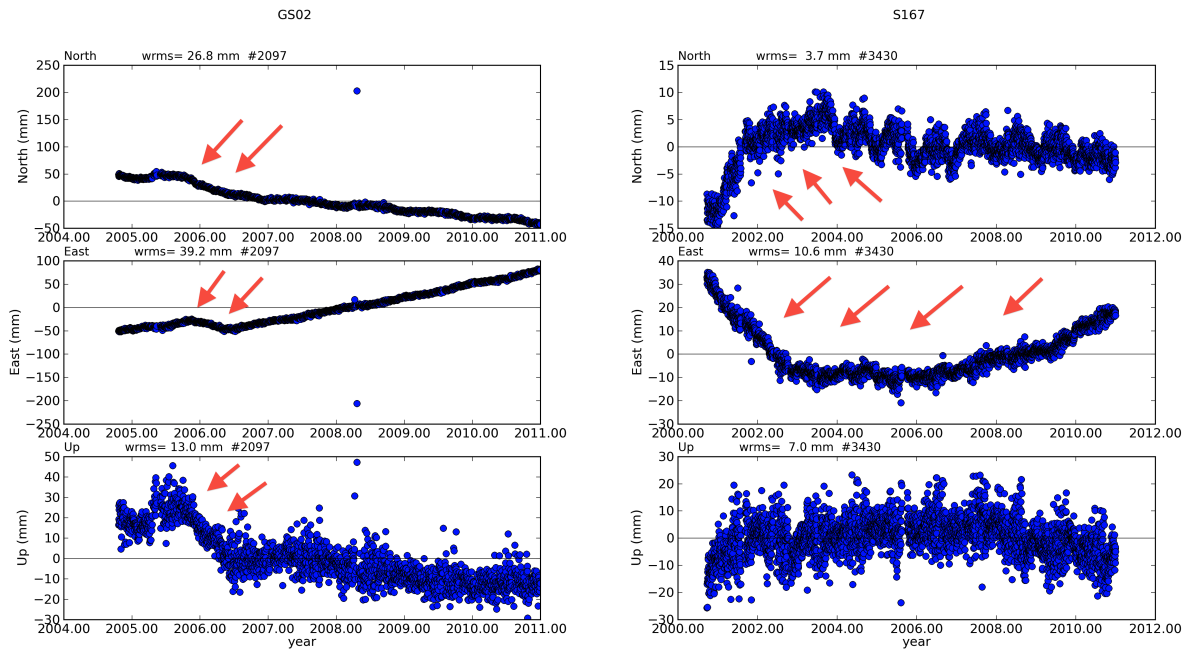 GS02
North wrms= 26.8 mm #2097
250
200
150
100
50
0
−50
North (mm)
2004.00 2005.00 2006.00 2007.00 2008.00 2009.00 2010.00 2011.00
East wrms= 39.2 mm #2097
100
50
0
−50
−100
−150
−200
−250
East (mm)
2004.00 2005.00 2006.00 2007.00 2008.00 2009.00 2010.00 2011.00
Up wrms= 13.0 mm #2097
50
40
30
20
10
0
−10
−20
−30
Up (mm)
2004.00 2005.00 2006.00 2007.00 2008.00 2009.00 2010.00 2011.00
year
S167
North wrms= 3.7 mm #3430
15
10
5
0
−5
−10
−15
North (mm)
2000.00 2002.00 2004.00 2006.00 2008.00 2010.00 2012.00
East wrms= 10.6 mm #3430
40
30
20
10
0
−10
−20
−30
East (mm)
2000.00 2002.00 2004.00 2006.00 2008.00 2010.00 2012.00
Up wrms= 7.0 mm #3430
30
20
10
0
−10
−20
−30
Up (mm)
2000.00 2002.00 2004.00 2006.00 2008.00 2010.00 2012.00
year